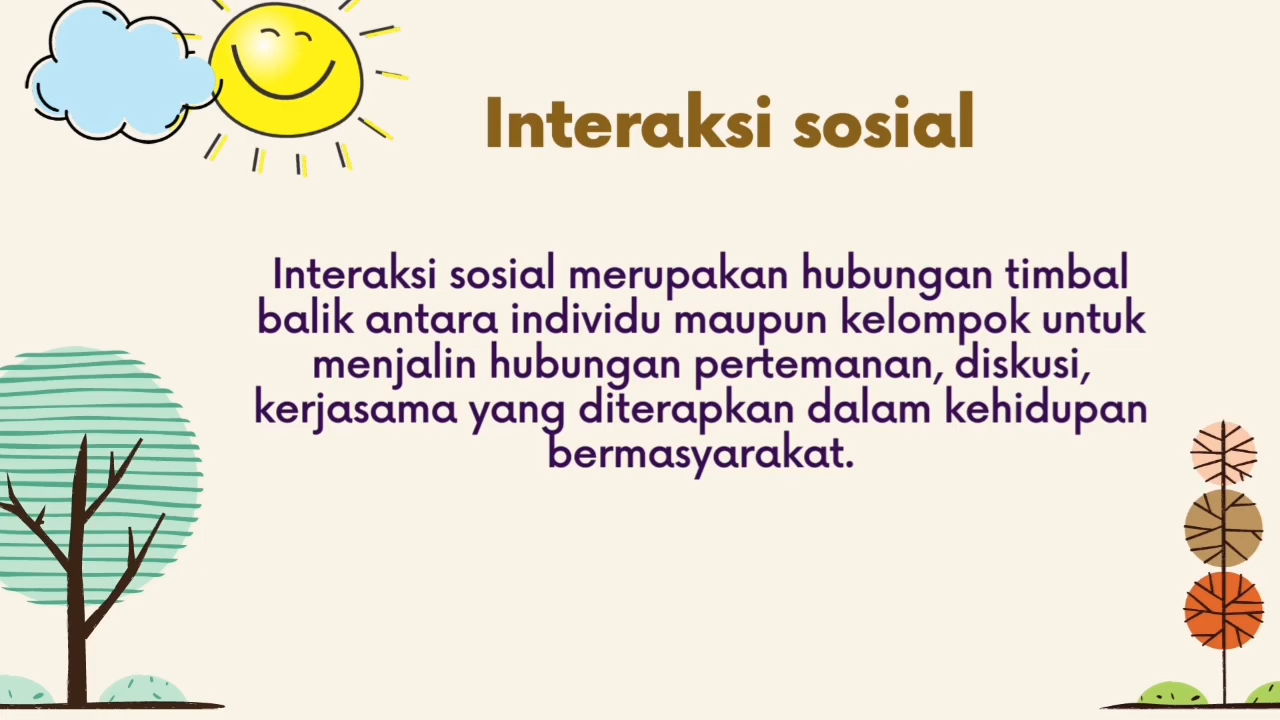 Interaksi sosial
Interaksi sosial merupakan hubungan timbal
balik antara individu maupun kelompok untuk
menjalin hubungan pertemanan, diskusi,
kerjasama yang diterapkan dalam kehidupan
bermasyarakat.